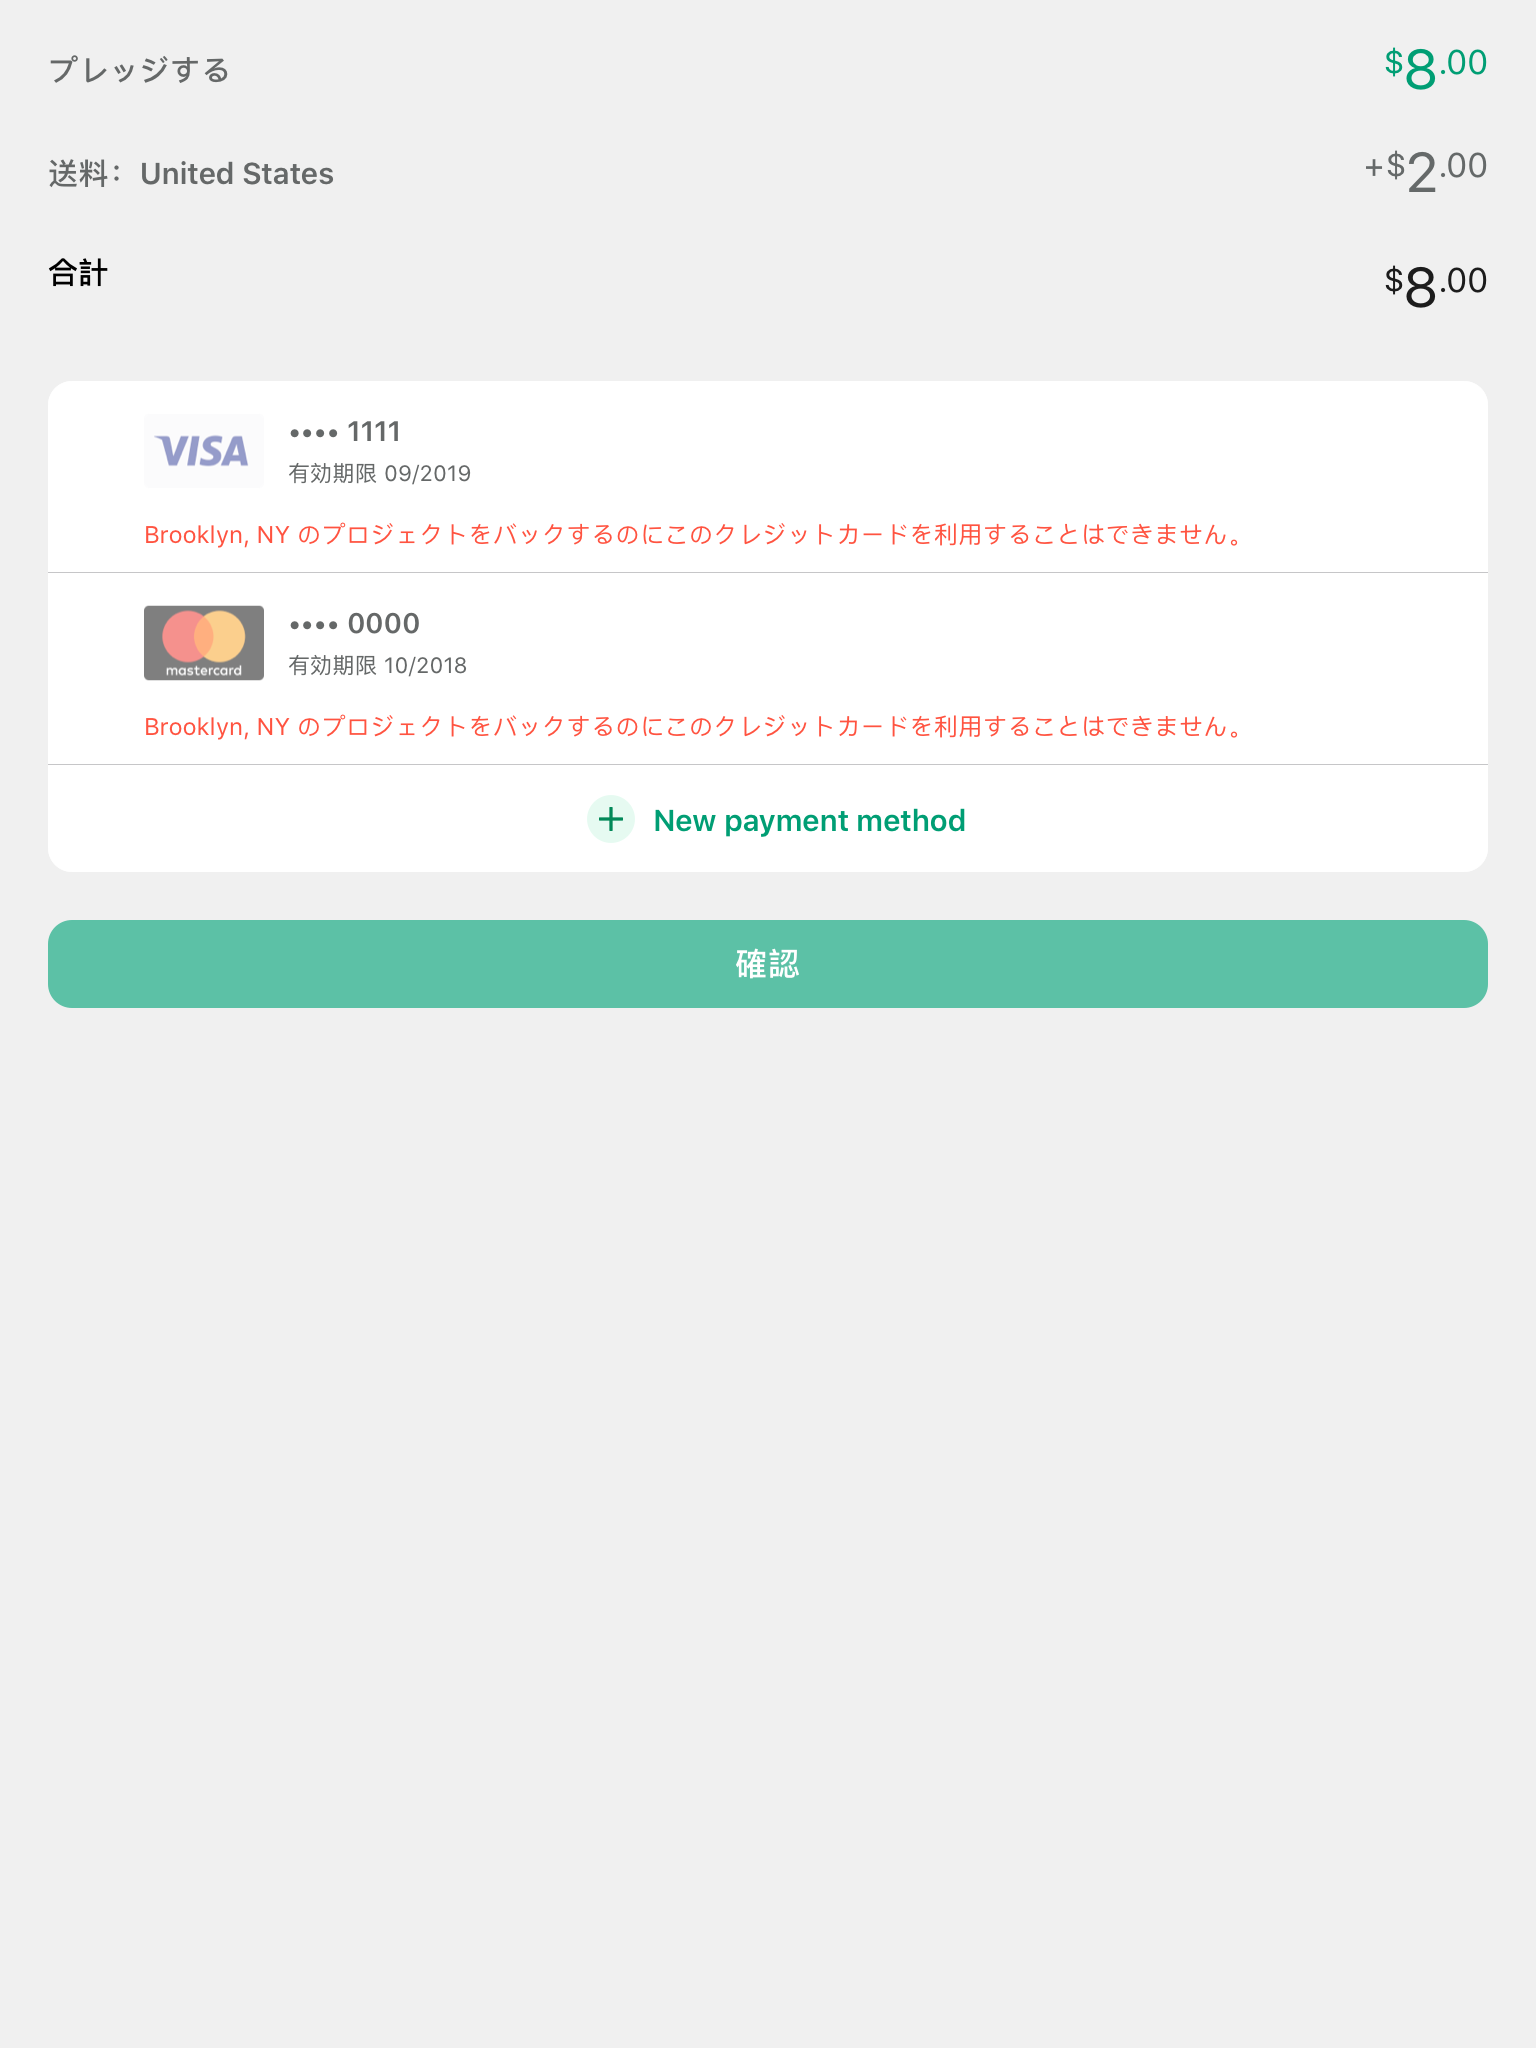 プレッジする $8.00
送料： United States +$2.00
合計 $8.00
VISA •••• 1111
有効期限 09/2019
Brooklyn, NY のプロジェクトをバックするのにこのクレジットカードを利用することはできません。
•••• 0000
mastercard 有効期限 10/2018
Brooklyn, NY のプロジェクトをバックするのにこのクレジットカードを利用することはできません。
+ New payment method
確認